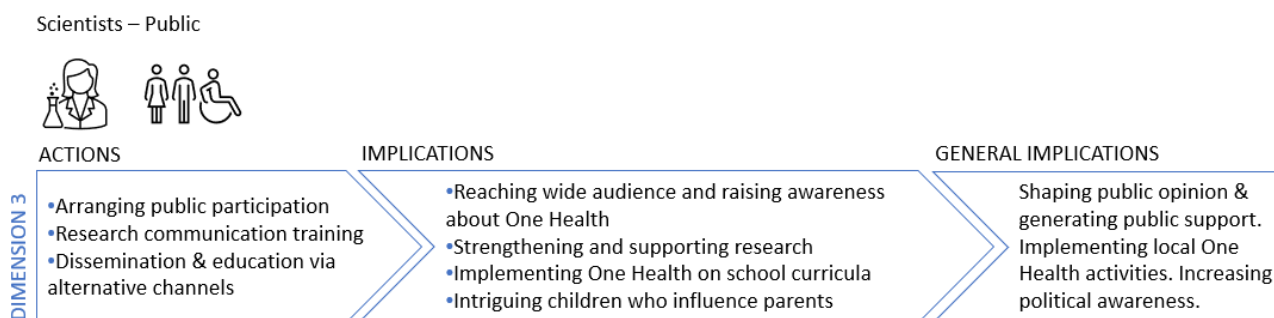 Scientists – Public
ACTIONS
IMPLICATIONS
GENERAL IMPLICATIONS
DIMENSION 3
•Arranging public participation
•Research communication training
•Dissemination & education via
alternative channels
•Reaching wide audience and raising awareness
about One Health
•Strengthening and supporting research
•Implementing One Health on school curricula
•Intriguing children who influence parents
Shaping public opinion &
generating public support.
Implementing local One
Health activities. Increasing
political awareness.